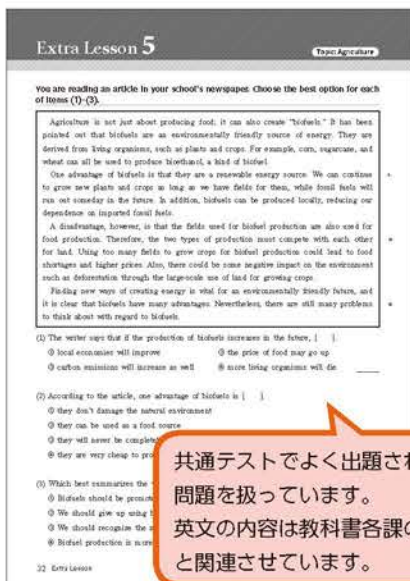 Extra Lesson 5
Topic: Agriculture
You are reading an article in your school's newspaper. Choose the best option for each
of items (1)-(3).
Agriculture is not just about producing food; it can also create "biofuels." It has been
pointed out that biofuels are an environmentally friendly source of energy. They are
derived from living organisms, such as plants and crops. For example, corn, sugarcane, and
wheat can all be used to produce bioethanol, a kind of biofuel.
One advantage of biofuels is that they are a renewable energy source. We can continue
to grow new plants and crops as long as we have fields for them, while fossil fuels will
run out someday in the future. In addition, biofuels can be produced locally, reducing our
dependence on imported fossil fuels.
A disadvantage, however, is that the fields used for biofuel production are also used for
food production. Therefore, the two types of production must compete with each other
for land. Using too many fields to grow crops for biofuel production could lead to food
shortages and higher prices. Also, there could be some negative impact on the environment
such as deforestation through the large-scale use of land for growing crops.
Finding new ways of creating energy is vital for an environmentally friendly future, and
it is clear that biofuels have many advantages. Nevertheless, there are still many problems
to think about with regard to biofuels.
(1) The writer says that if the production of biofuels increases in the future, [ ].
① local economies will improve ② the price of food may go up
③ carbon emissions will increase as well ④ more living organisms will die
(2) According to the article, one advantage of biofuels is [ ].
① they don't damage the natural environment
② they can be used as a food source
③ they will never be
④ they are very cheap to
(3) Which best summarizes the
① Biofuels should be
② We should give up using
③ We should recognize the
④ Biofuel production is more
共通テストでよく出題され
問題を扱っています。
英文の内容は教科書各課の
と関連させています。
32 Extra Lesson